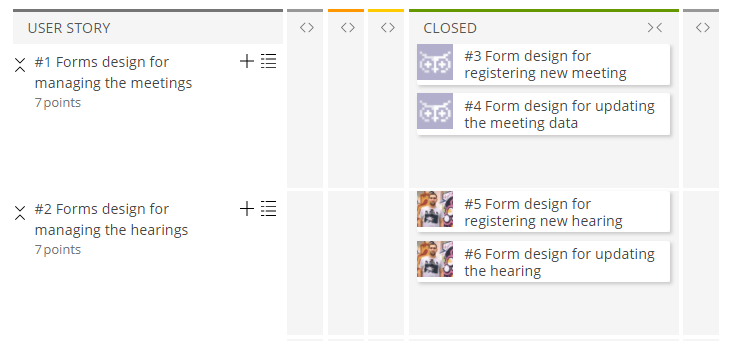 USER STORY
CLOSED
#1 Forms design for
managing the meetings
7 points
#3 Form design for
registering new meeting
#4 Form design for updating
the meeting data
#2 Forms design for
managing the hearings
7 points
#5 Form design for
registering new hearing
#6 Form design for updating
the hearing